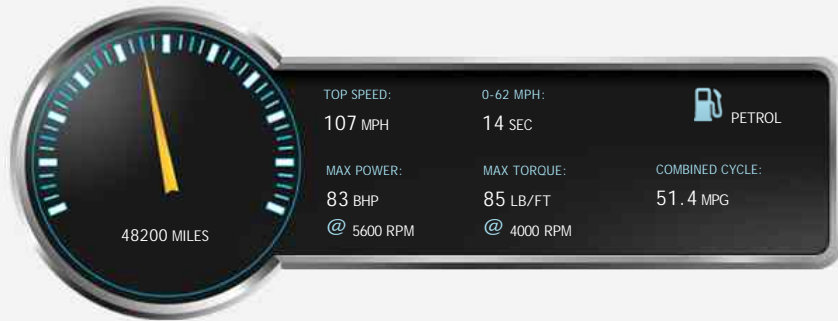 TOP SPEED:
107 MPH
0-62 MPH:
14 SEC
PETROL
MAX POWER:
83 BHP
@ 5600 RPM
MAX TORQUE:
85 LB/FT
@ 4000 RPM
COMBINED CYCLE:
51.4 MPG
48200 MILES